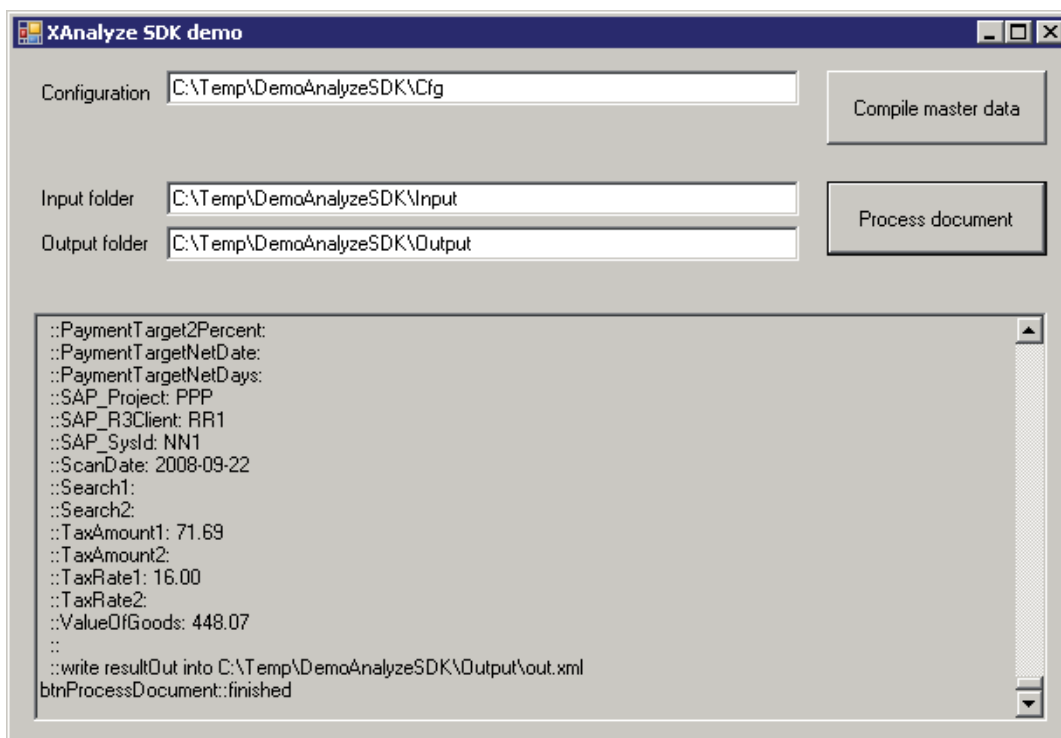 XAnalyze SDK demo
Configuration C:\Temp\DemoAnalyzeSDK\Cfg
Compile master data
Input folder C:\Temp\DemoAnalyzeSDK\Input
Process document
Output folder C:\Temp\DemoAnalyzeSDK\Output
::PaymentTarget2Percent:
::PaymentTargetNetDate:
::PaymentTargetNetDays:
::SAP_Project: PPP
::SAP_R3Client: RR1
::SAP_SysId: NN1
::ScanDate: 2008-09-22
::Search1:
::Search2:
::TaxAmount1: 71.69
::TaxAmount2:
::TaxRate1: 16.00
::TaxRate2:
::ValueOfGoods: 448.07
::
::write resultOut into C:\Temp\DemoAnalyzeSDK\Output\out.xml
btnProcessDocument::finished